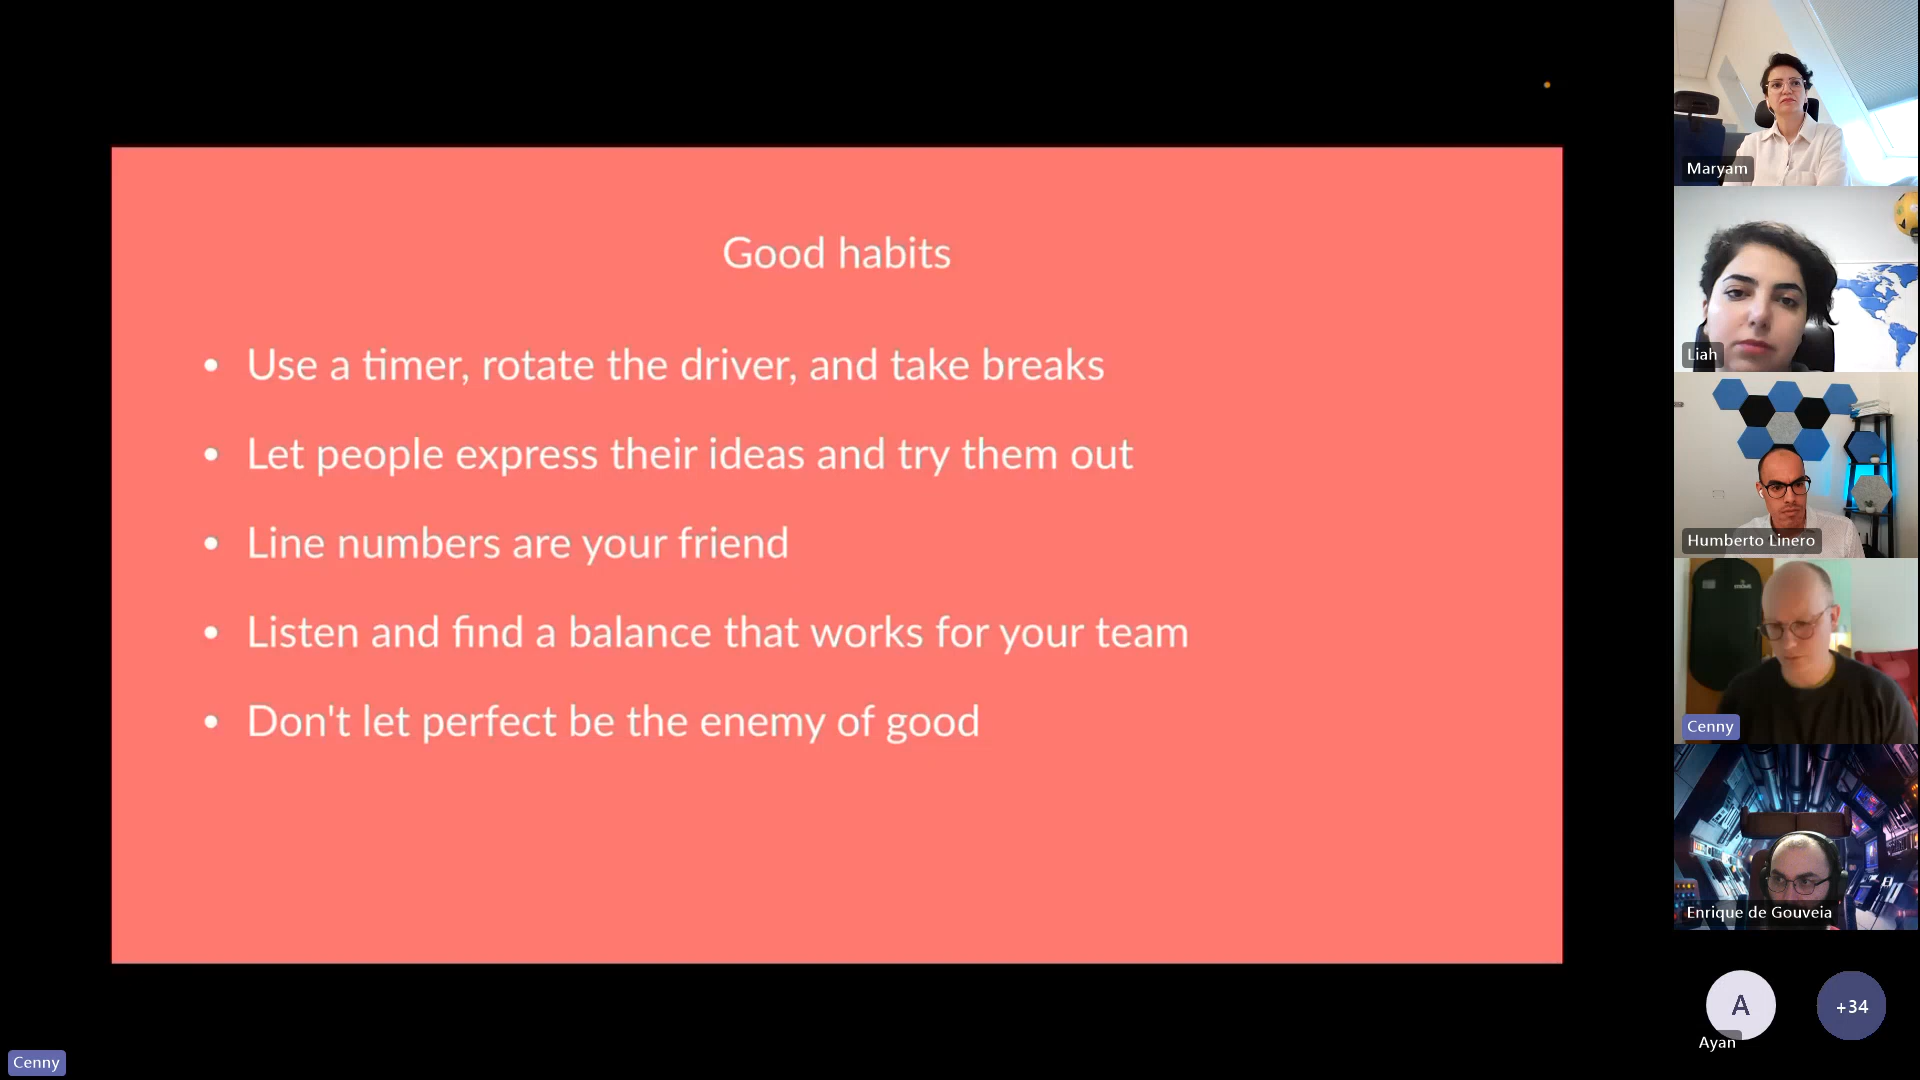 Good habits
• Use a timer, rotate the driver, and take breaks
• Let people express their ideas and try them out
• Line numbers are your friend
• Listen and find a balance that works for your team
• Don't let perfect be the enemy of good
Maryam
Liah
Humberto Linero
Cenny
Enrique de Gouveia
A
Ayan
+34
Cenny